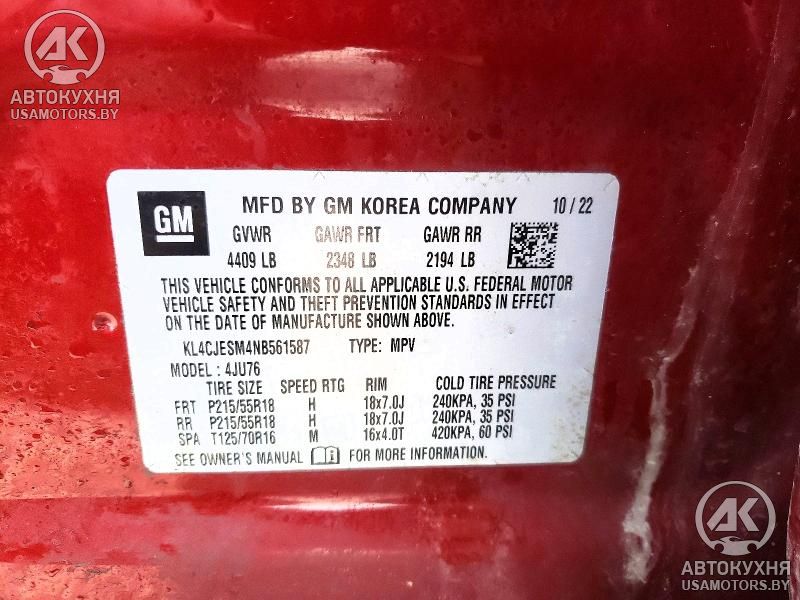 АВТОКУХНЯ
USAMOTORS.BY
GM
MFD BY GM KOREA COMPANY 10 / 22
GVWR GAWR FRT GAWR RR
4409 LB 2348 LB 2194 LB
THIS VEHICLE CONFORMS TO ALL APPLICABLE U.S. FEDERAL MOTOR
VEHICLE SAFETY AND THEFT PREVENTION STANDARDS IN EFFECT
ON THE DATE OF MANUFACTURE SHOWN ABOVE.
KL4CJESM4NB561587 TYPE: MPV
MODEL : 4JU76
TIRE SIZE SPEED RTG RIM COLD TIRE PRESSURE
FRT P215/55R18 H 18x7.0J 240KPA, 35 PSI
RR P215/55R18 H 18x7.0J 240KPA, 35 PSI
SPA T125/70R16 M 16x4.0T 420KPA, 60 PSI
SEE OWNER'S MANUAL FOR MORE INFORMATION.
АК
АВТОКУХНЯ
USAMOTORS.BY